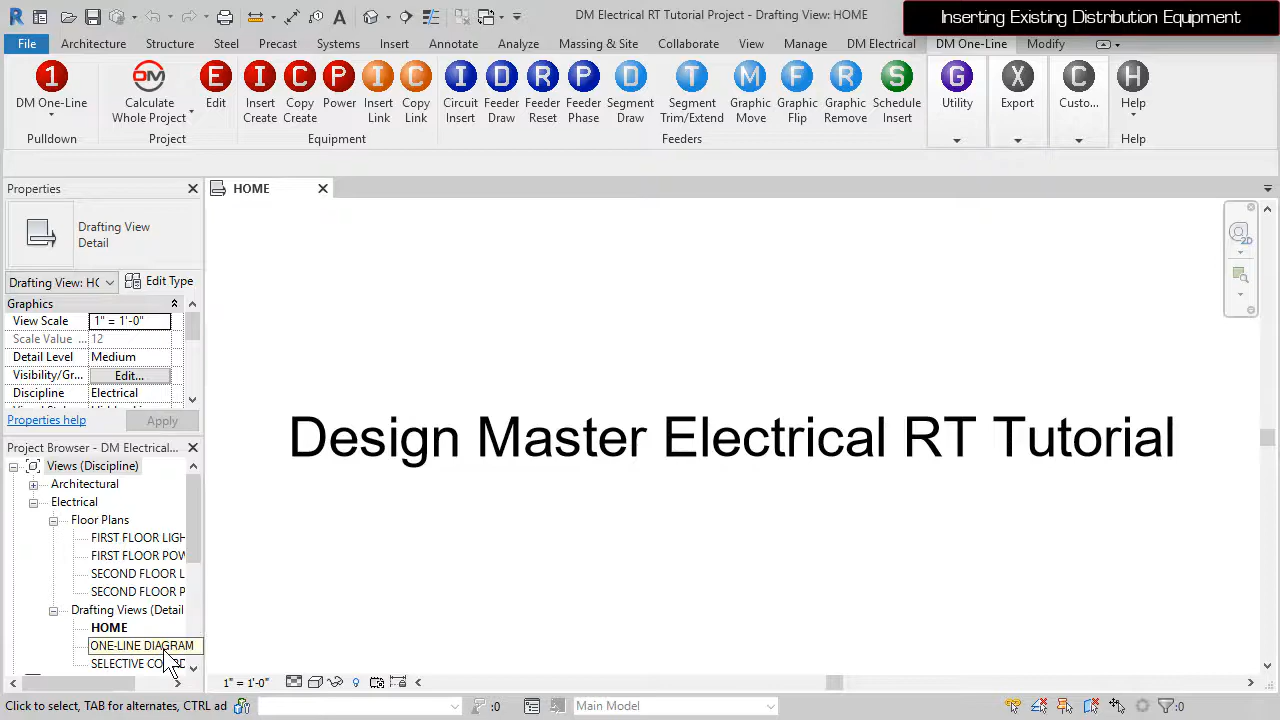 DM Electrical RT Tutorial Project - Drafting View: HOME
Inserting Existing Distribution Equipment
File Architecture Structure Steel Precast Systems Insert Annotate Analyze Massing & Site Collaborate View Manage DM Electrical DM One-Line Modify
1 DM E I C P I C I D R P D T M F R S G X C H
DM One-Line Calculate Whole Project Edit Insert Create Copy Create Power Insert Link Copy Link Circuit Insert Feeder Draw Feeder Reset Feeder Phase Segment Draw Segment Trim/Extend Graphic Move Graphic Flip Graphic Remove Schedule Insert Utility Export Custo... Help
Pulldown Project Equipment Feeders Help
Properties
HOME
Drafting View
Detail
Drafting View: HC Edit Type
Graphics
View Scale 1" = 1'-0"
Scale Value ... 12
Detail Level Medium
Visibility/Gr... Edit...
Discipline Electrical
Properties help Apply
Design Master Electrical RT Tutorial
Project Browser - DM Electrical...
Views (Discipline)
Architectural
Electrical
Floor Plans
FIRST FLOOR LIGH
FIRST FLOOR POW
SECOND FLOOR L
SECOND FLOOR P
Drafting Views (Detail
HOME
ONE-LINE DIAGRAM
SELECTIVE CO
1" = 1'-0"
Click to select, TAB for alternates, CTRL ad :0 Main Model :0